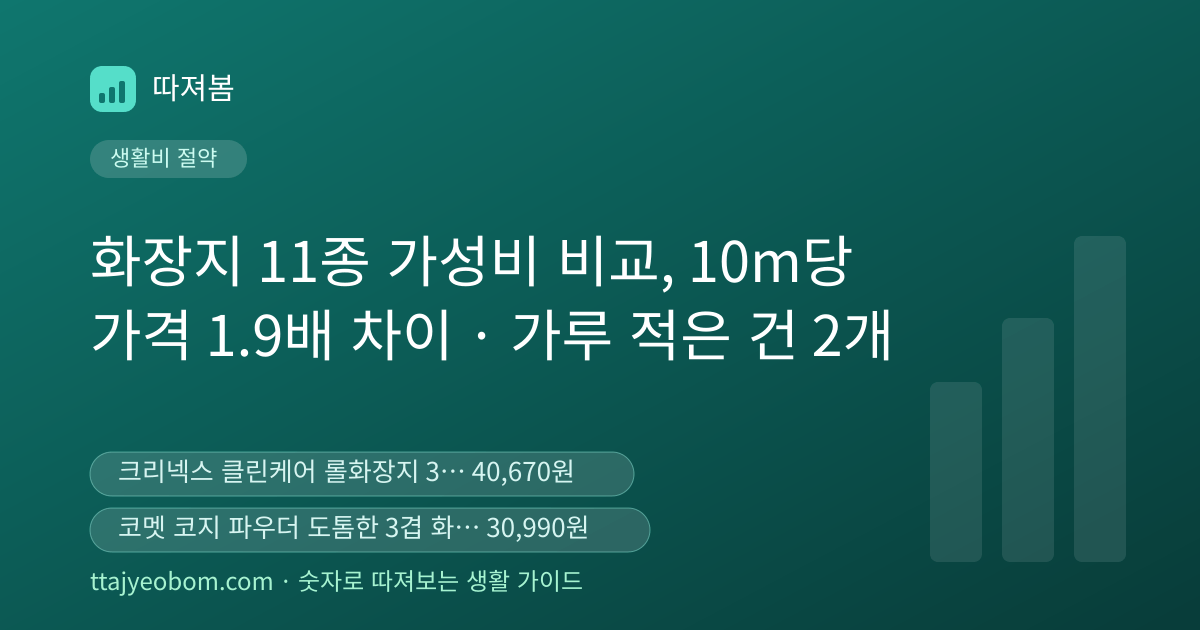 따져봄
생활비 절약
화장지 11종 가성비 비교, 10m당
가격 1.9배 차이 · 가루 적은 건 2개
크리넥스 클린케어 롤화장지 3… 40,670원
코멧 코지 파우더 도톰한 3겹 화… 30,990원
ttajyeobom.com · 숫자로 따져보는 생활 가이드